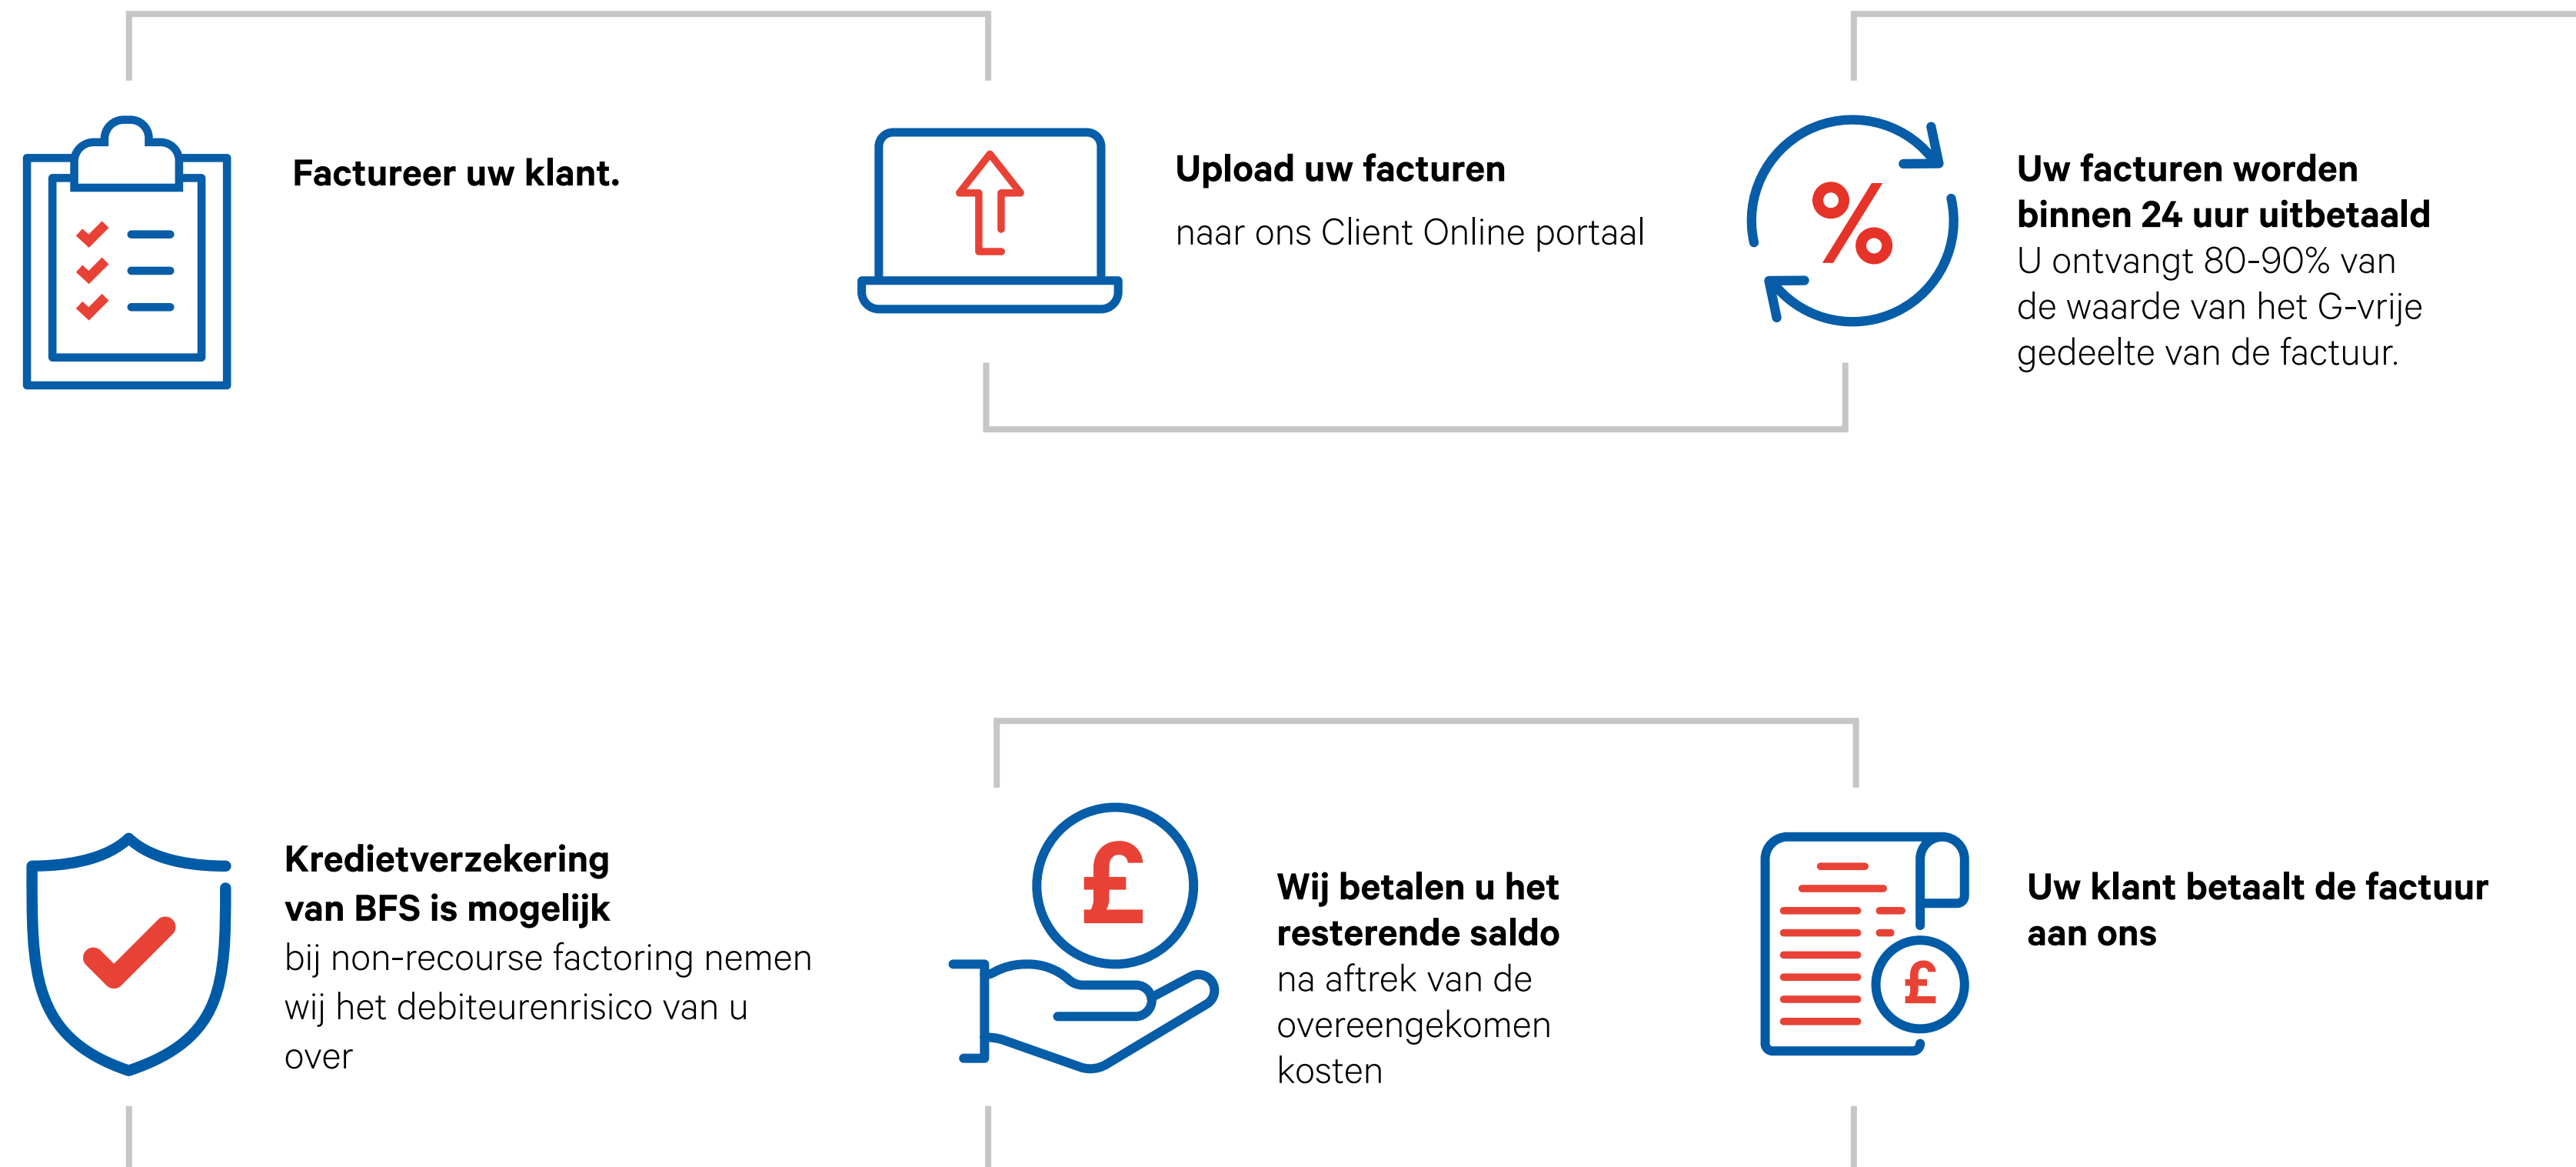 Factureer uw klant.
Upload uw facturen
naar ons Client Online portaal
Uw facturen worden
binnen 24 uur uitbetaald
U ontvangt 80-90% van
de waarde van het G-vrije
gedeelte van de factuur.
%
Kredietverzekering
van BFS is mogelijk
bij non-recourse factoring nemen
wij het debiteurenrisico van u
over
£
Wij betalen u het
resterende saldo
na aftrek van de
overeengekomen
kosten
£
Uw klant betaalt de factuur
aan ons